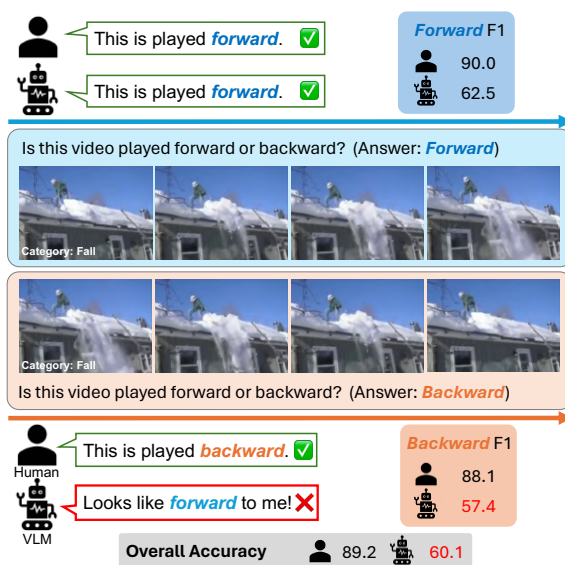 This is played forward.
Forward F1
90.0
This is played forward.
62.5
Is this video played forward or backward? (Answer: Forward)
Category: Fall
Category: Fall
Is this video played forward or backward? (Answer: Backward)
This is played backward.
Human
Backward F1
88.1
Looks like forward to me!
57.4
VLM
Overall Accuracy 89.2 60.1